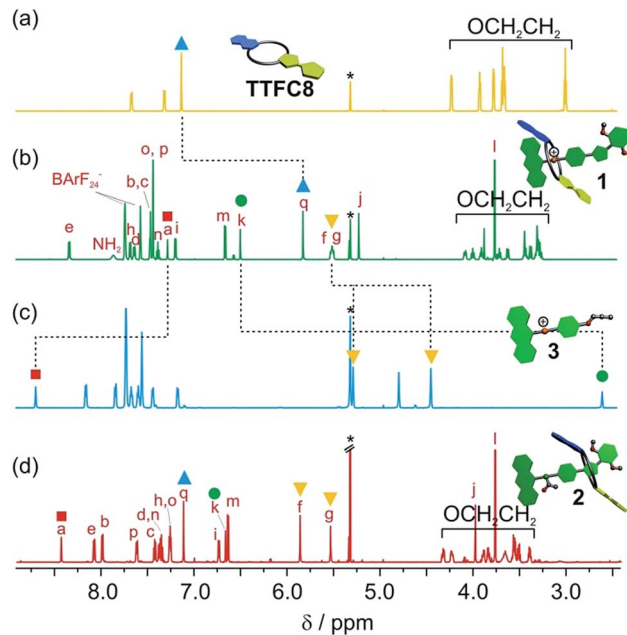 (a)
OCH₂CH₂
TTFC8
*
(b)
o, p
l
BArF₂₄⁻
b,c
1
OCH₂CH₂
e
NH₂
h
d
n
a
i
m
k
q
f
g
*
j
(c)
*
3
(d)
*
l
2
q
h,o
d,n
k
m
f
j
OCH₂CH₂
a
e
b
p
c
i
g
8.0 7.0 6.0 5.0 4.0 3.0
δ / ppm